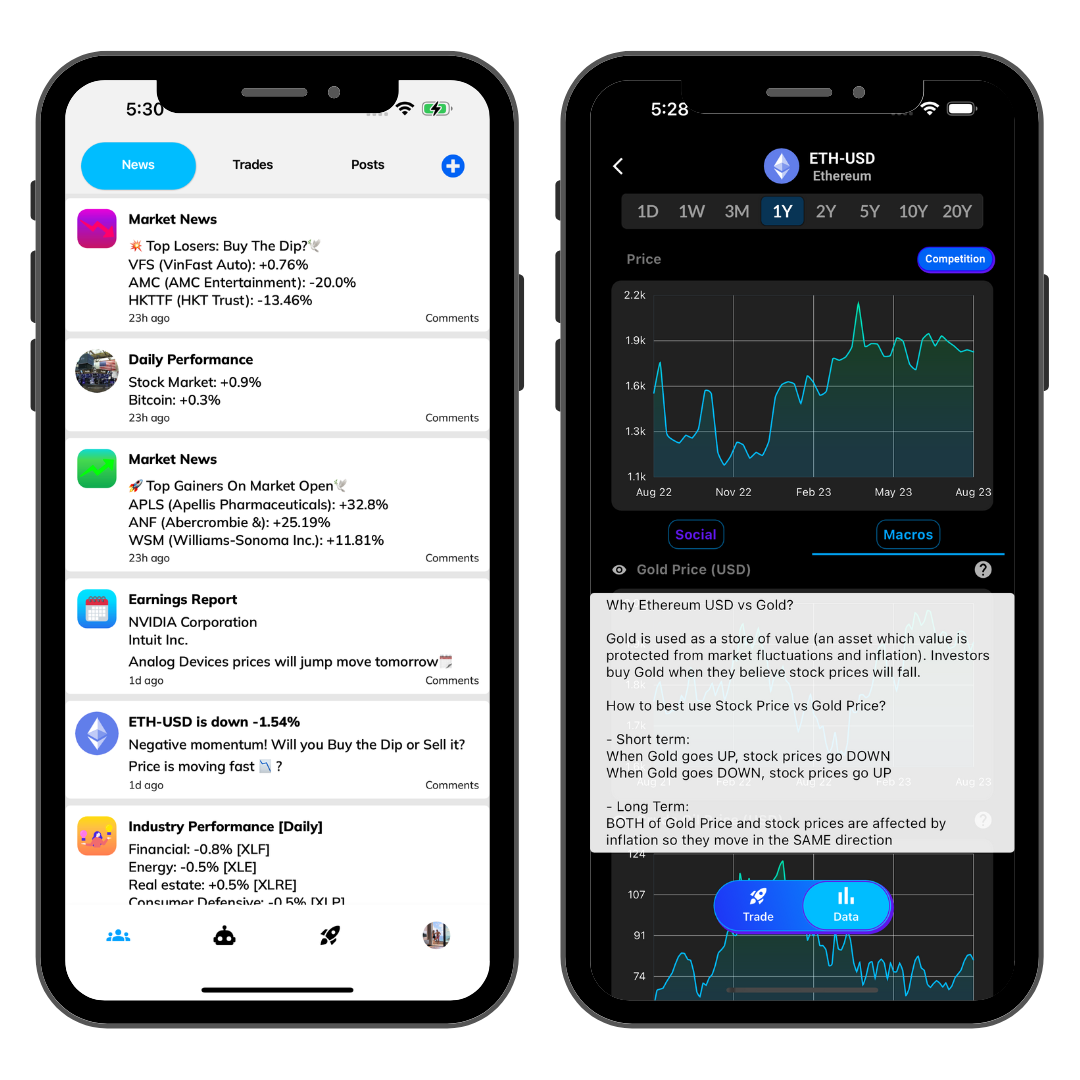 5:30
News
Trades
Posts
Market News
💥 Top Losers: Buy The Dip?🕊️
VFS (VinFast Auto): +0.76%
AMC (AMC Entertainment): -20.0%
HKTTF (HKT Trust): -13.46%
23h ago
Comments
Daily Performance
Stock Market: +0.9%
Bitcoin: +0.3%
23h ago
Comments
Market News
🚀 Top Gainers On Market Open🕊️
APLS (Apellis Pharmaceuticals): +32.8%
ANF (Abercrombie &): +25.19%
WSM (Williams-Sonoma Inc.): +11.81%
23h ago
Comments
Earnings Report
NVIDIA Corporation
Intuit Inc.
Analog Devices prices will jump move tomorrow🗓️
1d ago
Comments
ETH-USD is down -1.54%
Negative momentum! Will you Buy the Dip or Sell it?
Price is moving fast 📉 ?
1d ago
Comments
Industry Performance [Daily]
Financial: -0.8% [XLF]
Energy: -0.5% [XLE]
Real estate: +0.5% [XLRE]
Consumer Defensive: -0.5% [XLP]
5:28
ETH-USD
Ethereum
1D 1W 3M 1Y 2Y 5Y 10Y 20Y
Price
Competition
2.2k
1.9k
1.6k
1.3k
1.1k
Aug 22 Nov 22 Feb 23 May 23 Aug 23
Social
Macros
Gold Price (USD)
?
Why Ethereum USD vs Gold?
Gold is used as a store of value (an asset which value is
protected from market fluctuations and inflation). Investors
buy Gold when they believe stock prices will fall.
1.8k
How to best use Stock Price vs Gold Price?
- Short term:
When Gold goes UP, stock prices go DOWN
When Gold goes DOWN, stock prices go UP
Aug 21 Feb 22 Aug 22 Feb 23 Aug 23
- Long Term:
BOTH of Gold Price and stock prices are affected by
inflation so they move in the SAME direction
?
124
107
91
74
Trade
Data